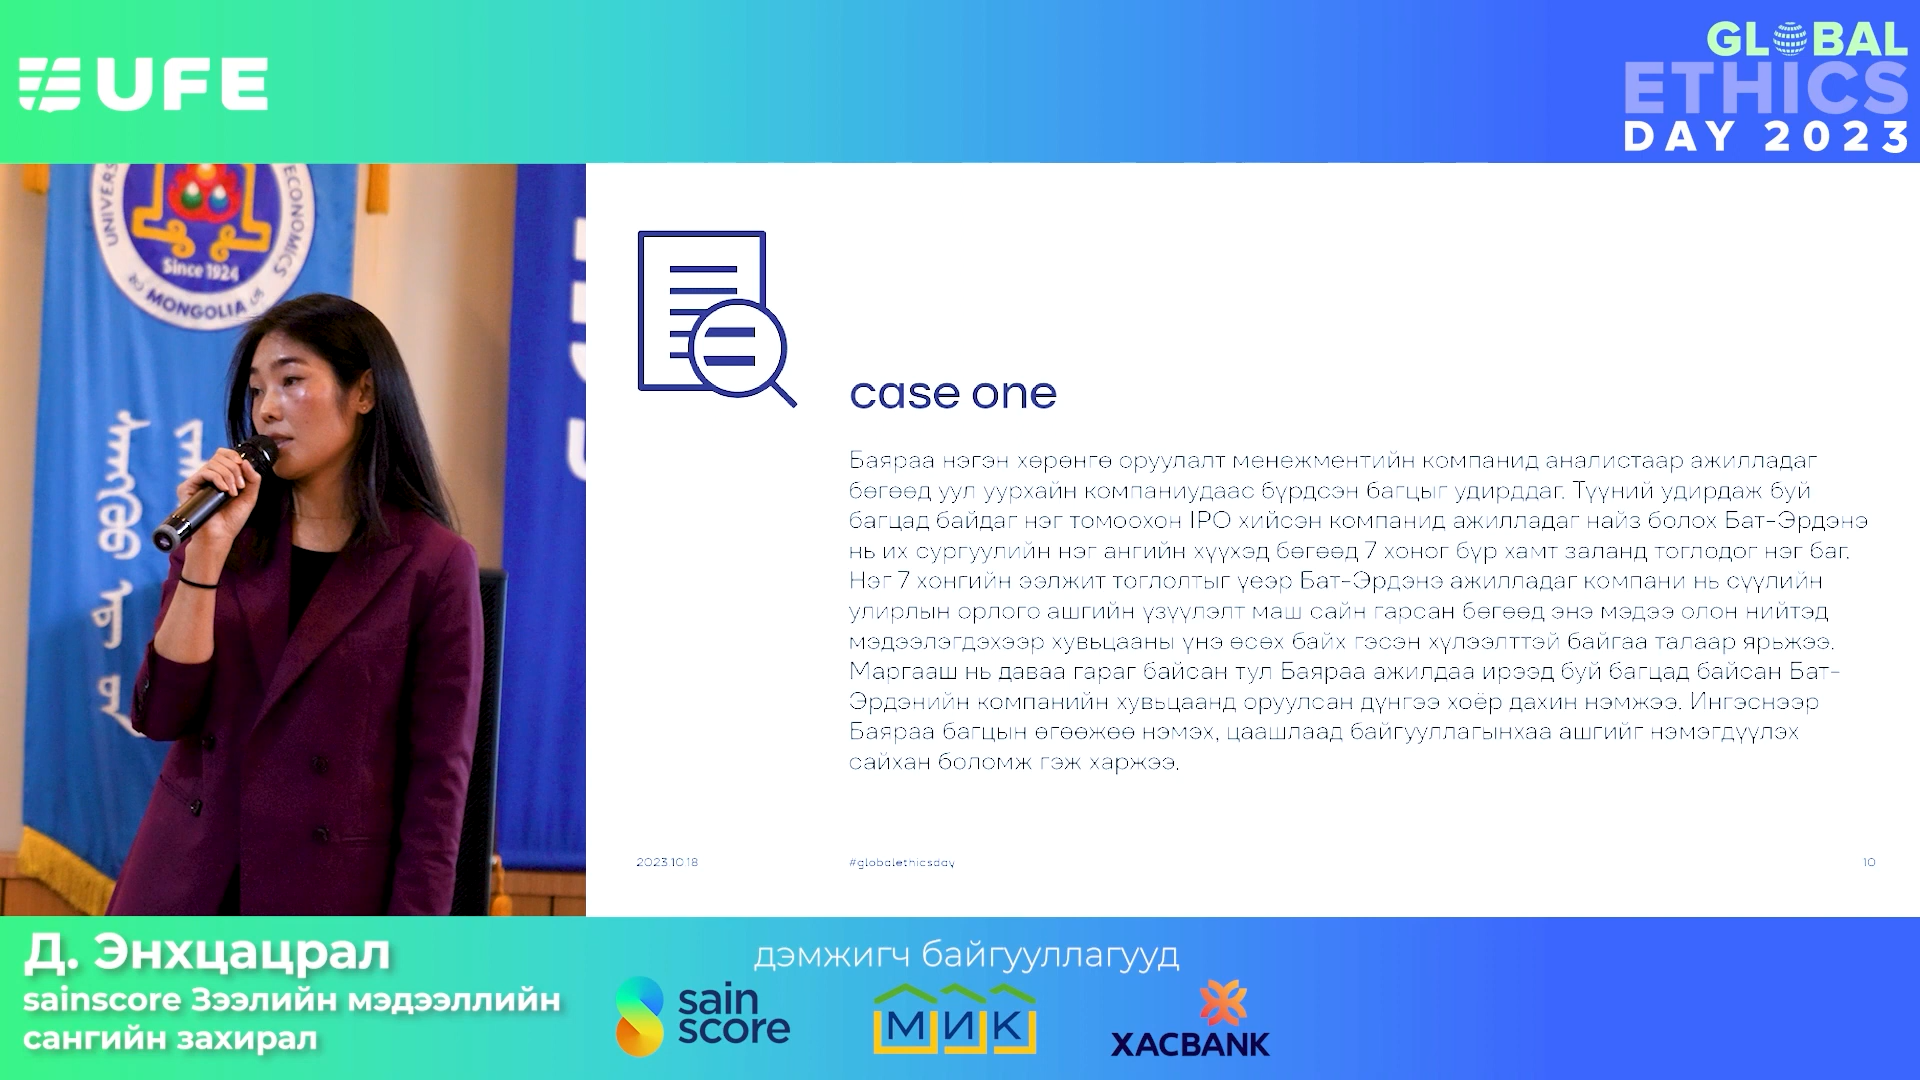 UFE
GLOBAL
ETHICS
DAY 2023
UNIVERS
ECONOMICS
Since 1924
MONGOLIA
case one
Баяраа нэгэн хөрөнгө оруулалт менежментийн компанид аналистаар ажилладаг
бөгөөд уул уурхайн компаниудаас бүрдсэн багцыг удирддаг. Түүний удирдаж буй
багцад байдаг нэг томоохон IPO хийсэн компанид ажилладаг найз болох Бат-Эрдэнэ
нь их сургуулийн нэг ангийн хүүхэд бөгөөд 7 хоног бүр хамт заланд тоглодог нэг баг.
Нэг 7 хонгийн ээлжит тоглолтыг үеэр Бат-Эрдэнэ ажилладаг компани нь сүүлийн
улирлын орлого ашгийн үзүүлэлт маш сайн гарсан бөгөөд энэ мэдээ олон нийтэд
мэдээлэгдэхээр хувьцааны үнэ өсөх байх гэсэн хүлээлттэй байгаа талаар ярьжээ.
Маргааш нь даваа гараг байсан тул Баяраа ажилдаа ирээд буй багцад байсан Бат-
Эрдэнийн компанийн хувьцаанд оруулсан дүнгээ хоёр дахин нэмжээ. Ингэснээр
Баяраа багцын өгөөжөө нэмэх, цаашлаад байгууллагынхаа ашгийг нэмэгдүүлэх
сайхан боломж гэж харжээ.
2023.10.18
#globalethicsday
10
Д. Энхцацрал
sainscore Зээлийн мэдээллийн
сангийн захирал
дэмжигч байгууллагууд
sain
score
МИК
XACBANK